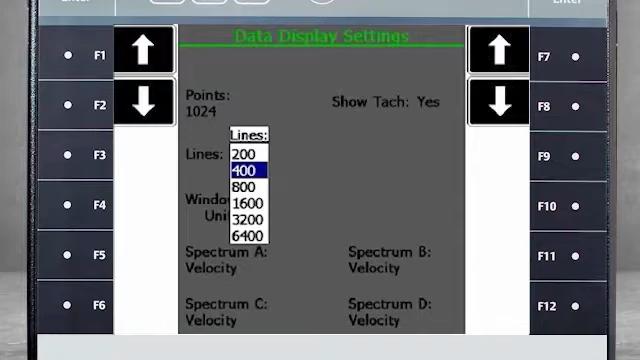 Enter
Enter
Data Display Settings
F1
F7
Points:
1024
Show Tach: Yes
F2
F8
Lines:
Lines:
200
400
800
1600
3200
6400
F3
F9
Windo
Uni
F4
F10
Spectrum A:
Velocity
Spectrum B:
Velocity
F5
F11
Spectrum C:
Velocity
Spectrum D:
Velocity
F6
F12